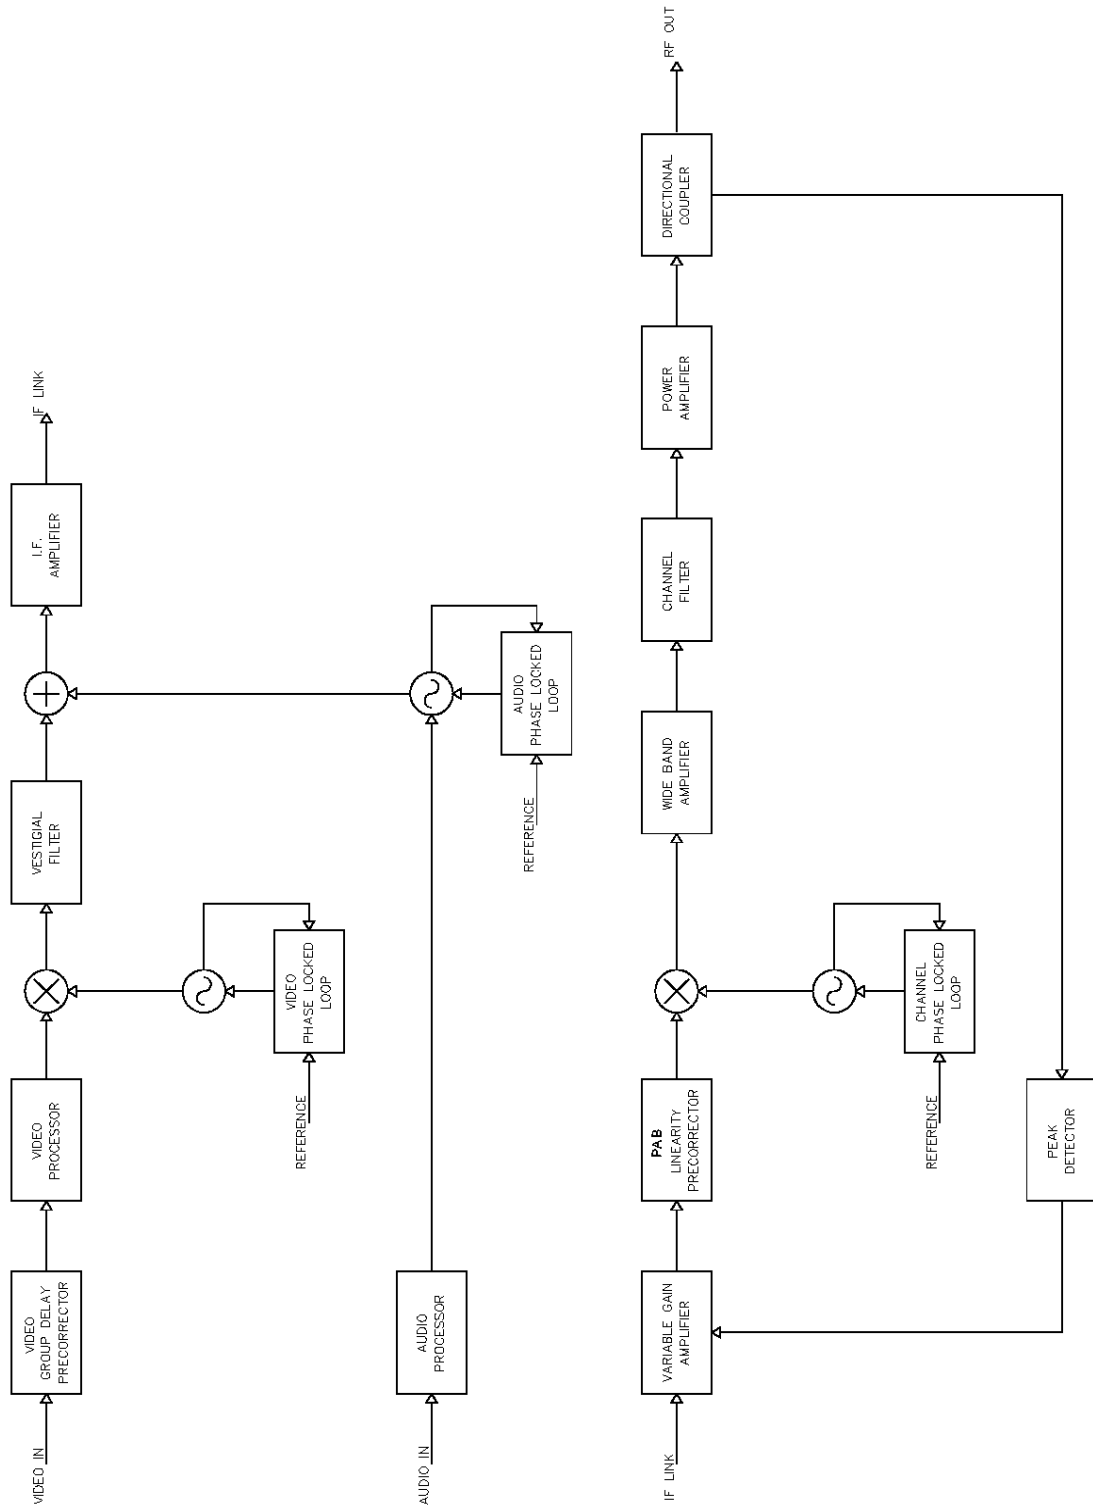 VIDEO IN
VIDEO
GROUP DELAY
PRECORRECTOR
VIDEO
PROCESSOR
VESTIGIAL
FILTER
I.F.
AMPLIFIER
IF LINK
REFERENCE
VIDEO
PHASE LOCKED
LOOP
AUDIO IN
AUDIO
PROCESSOR
REFERENCE
AUDIO
PHASE LOCKED
LOOP
IF LINK
VARIABLE GAIN
AMPLIFIER
PAB
LINEARITY
PRECORRECTOR
WIDE BAND
AMPLIFIER
CHANNEL
FILTER
POWER
AMPLIFIER
DIRECTIONAL
COUPLER
RF OUT
REFERENCE
CHANNEL
PHASE LOCKED
LOOP
PEAK
DETECTOR